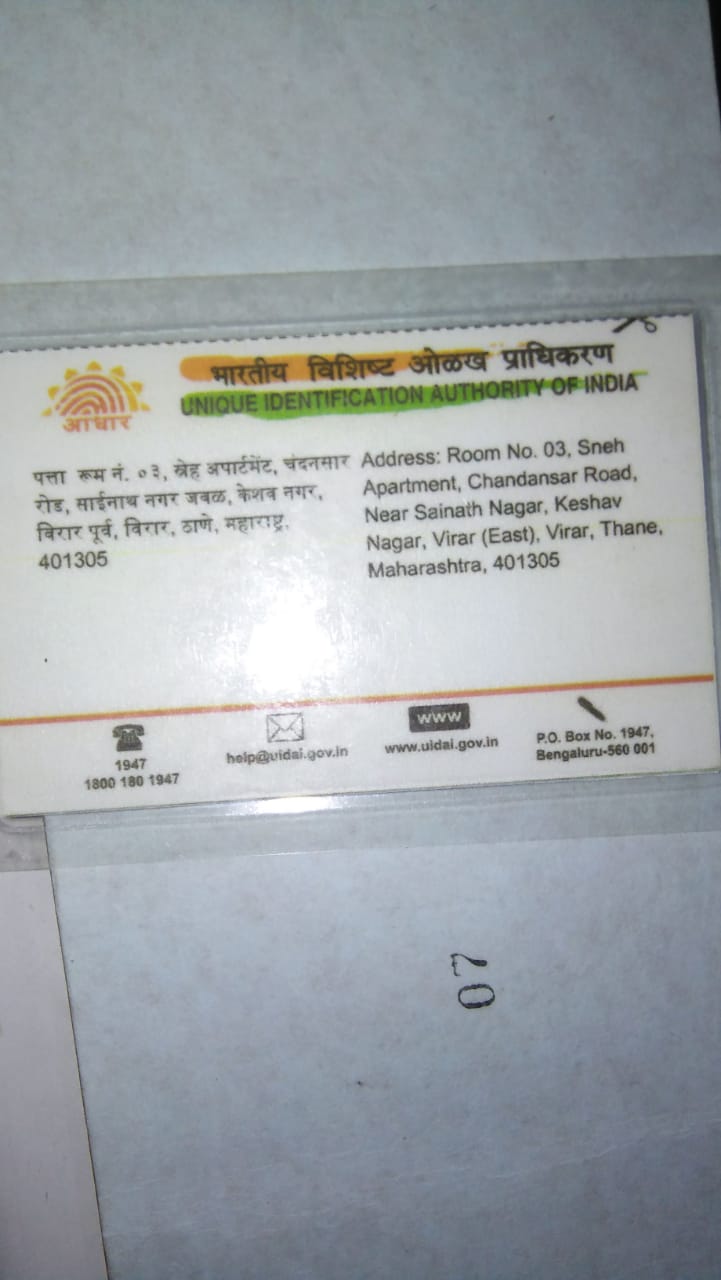 भारतीय विशिष्ट ओळख प्राधिकरण
UNIQUE IDENTIFICATION AUTHORITY OF INDIA
आधार
पत्ता रूम नं. ०३, स्नेह अपार्टमेंट, चंदनसार
रोड, साईनाथ नगर जवळ, केशव नगर,
विरार पूर्व, विरार, ठाणे, महाराष्ट्र,
401305
Address: Room No. 03, Sneh
Apartment, Chandansar Road,
Near Sainath Nagar, Keshav
Nagar, Virar (East), Virar, Thane,
Maharashtra, 401305
1947
1800 180 1947
help@uidai.gov.in
www
www.uidai.gov.in
P.O. Box No. 1947,
Bengaluru-560 001
07